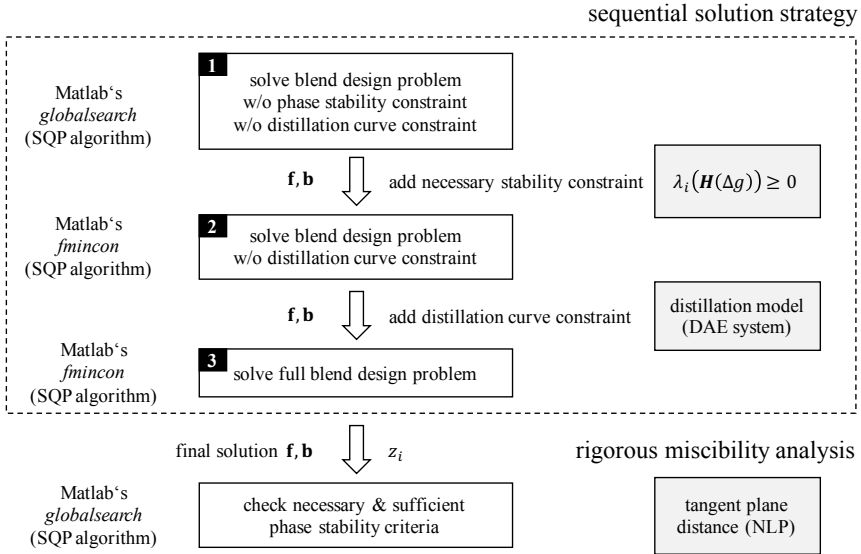 sequential solution strategy
Matlab‘s
globalsearch
(SQP algorithm)
1
solve blend design problem
w/o phase stability constraint
w/o distillation curve constraint
f, b
add necessary stability constraint
λᵢ(H(Δg)) ≥ 0
Matlab‘s
fmincon
(SQP algorithm)
2
solve blend design problem
w/o distillation curve constraint
f, b
add distillation curve constraint
distillation model
(DAE system)
Matlab‘s
fmincon
(SQP algorithm)
3
solve full blend design problem
final solution f, b
zᵢ
rigorous miscibility analysis
Matlab‘s
globalsearch
(SQP algorithm)
check necessary & sufficient
phase stability criteria
tangent plane
distance (NLP)